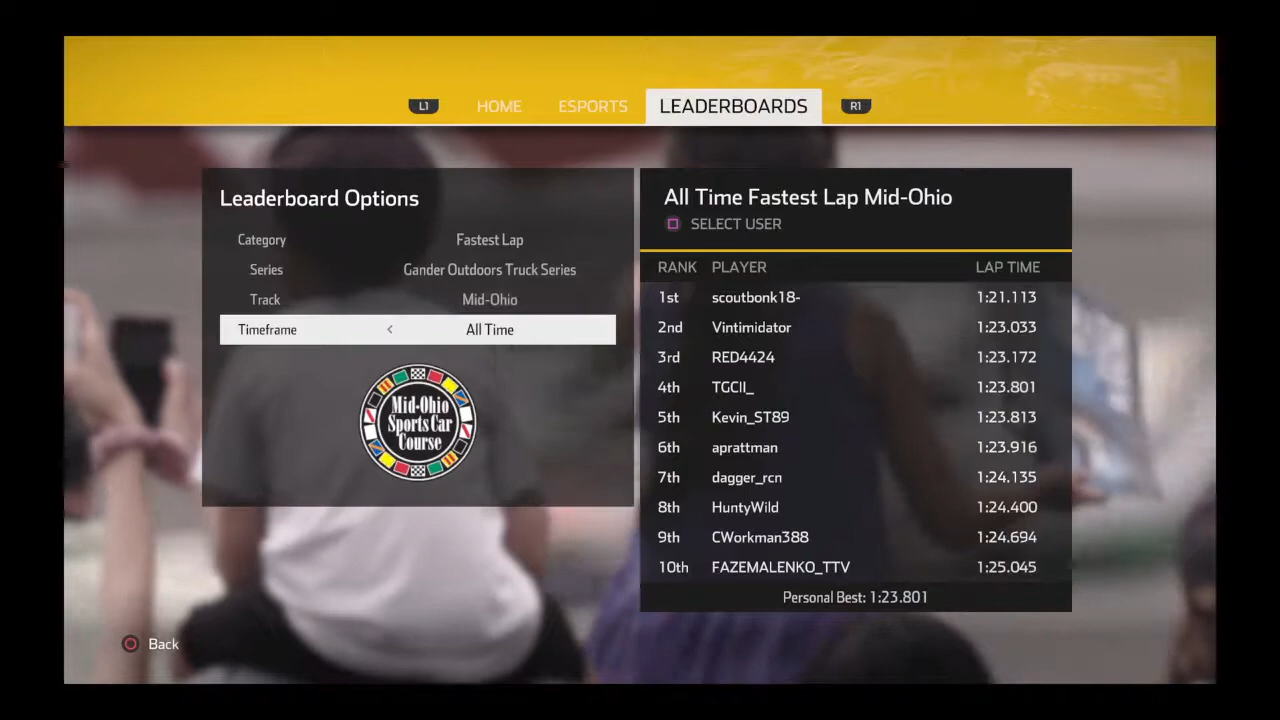 L1 HOME ESPORTS LEADERBOARDS R1
Leaderboard Options
Category Fastest Lap
Series Gander Outdoors Truck Series
Track Mid-Ohio
Timeframe < All Time
Mid-Ohio
Sports Car
Course
All Time Fastest Lap Mid-Ohio
SELECT USER
RANK PLAYER LAP TIME
1st scoutbonk18- 1:21.113
2nd Vintimidator 1:23.033
3rd RED4424 1:23.172
4th TGCII_ 1:23.801
5th Kevin_ST89 1:23.813
6th aprattman 1:23.916
7th dagger_rcn 1:24.135
8th HuntyWild 1:24.400
9th CWorkman388 1:24.694
10th FAZEMALENKO_TTV 1:25.045
Personal Best: 1:23.801
Back